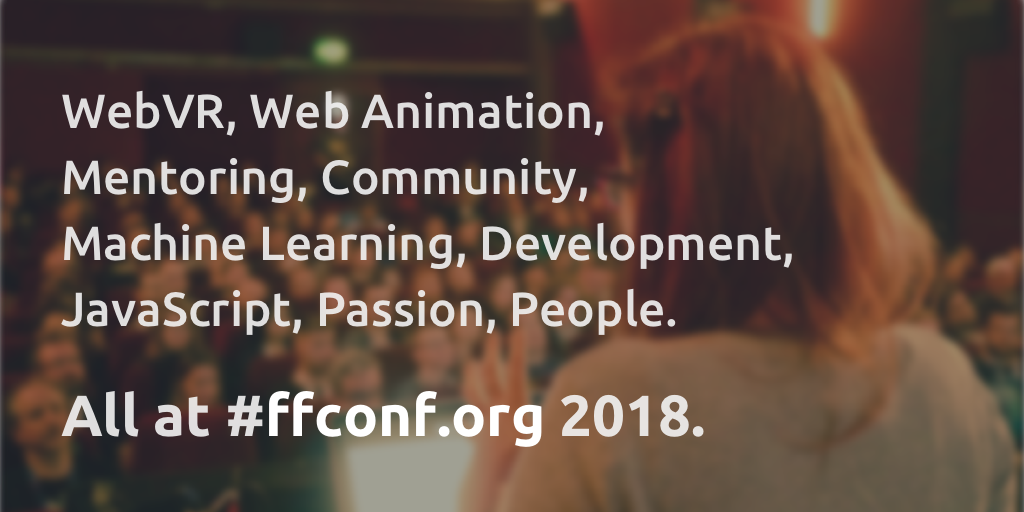 WebVR, Web Animation,
Mentoring, Community,
Machine Learning, Development,
JavaScript, Passion, People.
All at #ffconf.org 2018.